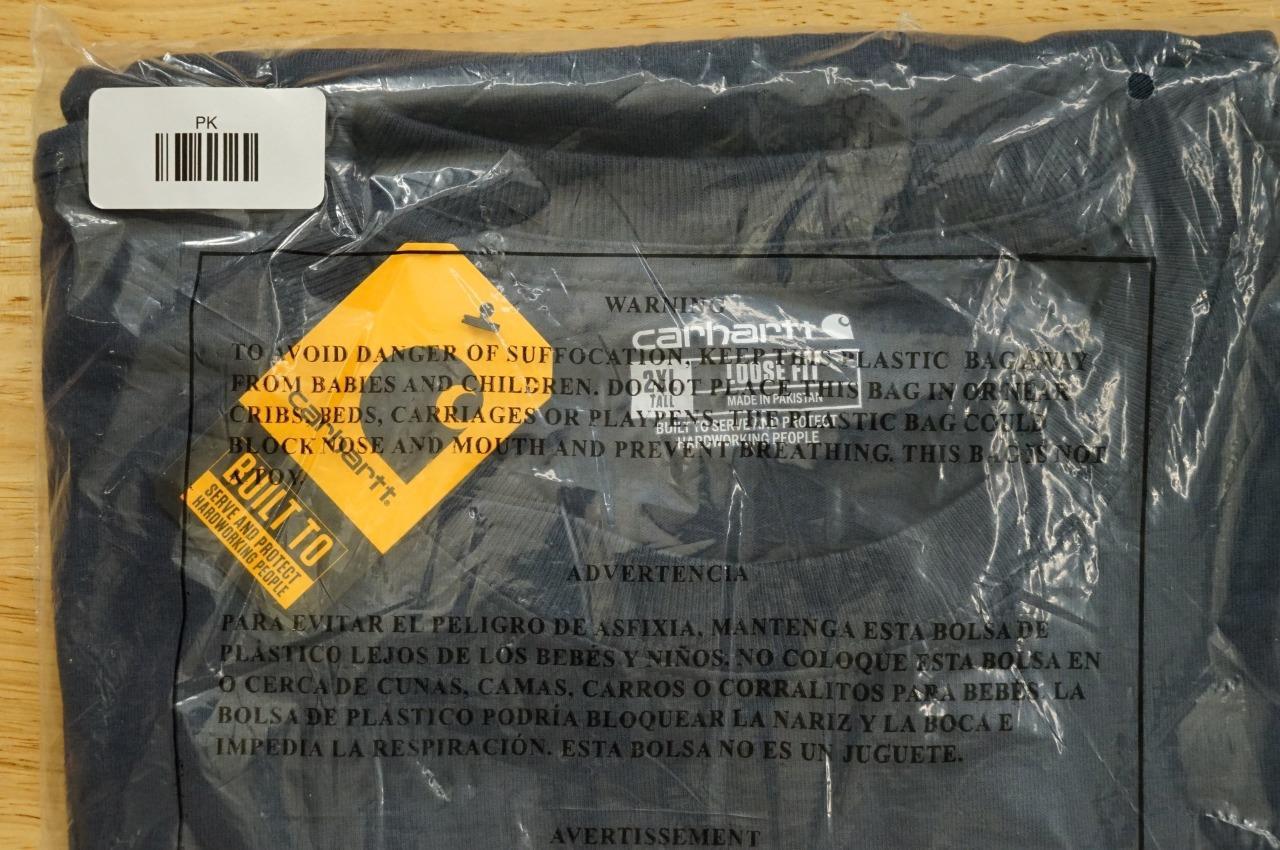 PK
WARNING
carhartt
TO AVOID DANGER OF SUFFOCATION, KEEP THIS PLASTIC BAG AWAY
FROM BABIES AND CHILDREN. DO NOT PLACE THIS BAG IN OR NEAR
CRIBS, BEDS, CARRIAGES OR PLAYPENS. THE PLASTIC BAG COULD
BLOCK NOSE AND MOUTH AND PREVENT BREATHING. THIS BAG IS NOT
A TOY.
2XL
TALL
LOUSE FIT
MADE IN PAKISTAN
BUILT TO SERVE AND PROTECT
HARDWORKING PEOPLE
carhartt®
BUILT TO
SERVE AND PROTECT
HARDWORKING PEOPLE
ADVERTENCIA
PARA EVITAR EL PELIGRO DE ASFIXIA, MANTENGA ESTA BOLSA DE
PLÁSTICO LEJOS DE LOS BEBÉS Y NIÑOS. NO COLOQUE ESTA BOLSA EN
O CERCA DE CUNAS, CAMAS, CARROS O CORRALITOS PARA BEBÉS. LA
BOLSA DE PLÁSTICO PODRÍA BLOQUEAR LA NARIZ Y LA BOCA E
IMPEDIA LA RESPIRACIÓN. ESTA BOLSA NO ES UN JUGUETE.
AVERTISSEMENT